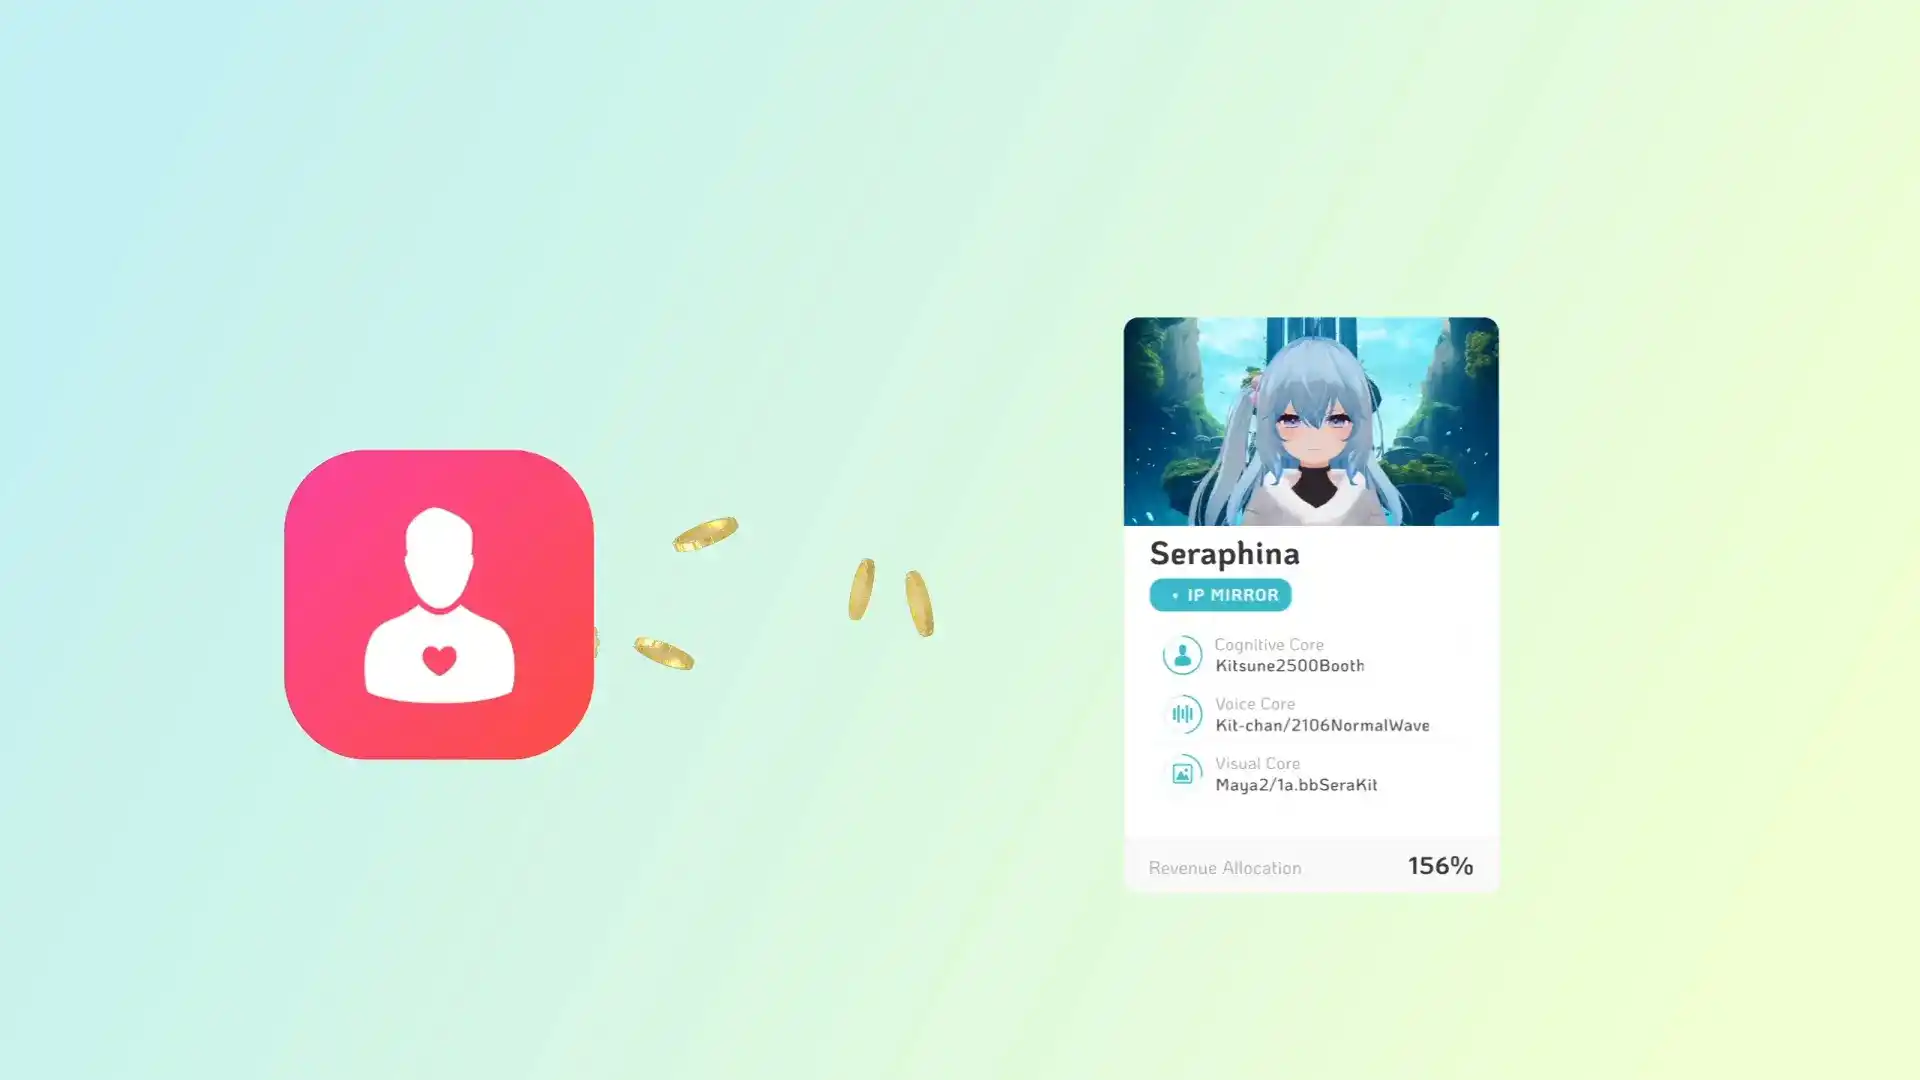 Seraphina
• IP MIRROR
Cognitive Core
Kitsune2500Booth
Voice Core
Kit-chan/2106NormalWave
Visual Core
Maya2/1a.bbSeraKit
Revenue Allocation 156%